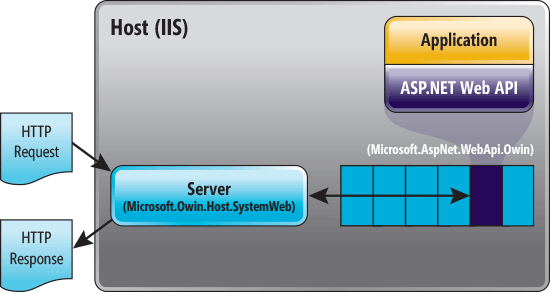 Host (IIS)
Application
ASP.NET Web API
HTTP
Request
(Microsoft.AspNet.WebApi.Owin)
Server
(Microsoft.Owin.Host.SystemWeb)
HTTP
Response